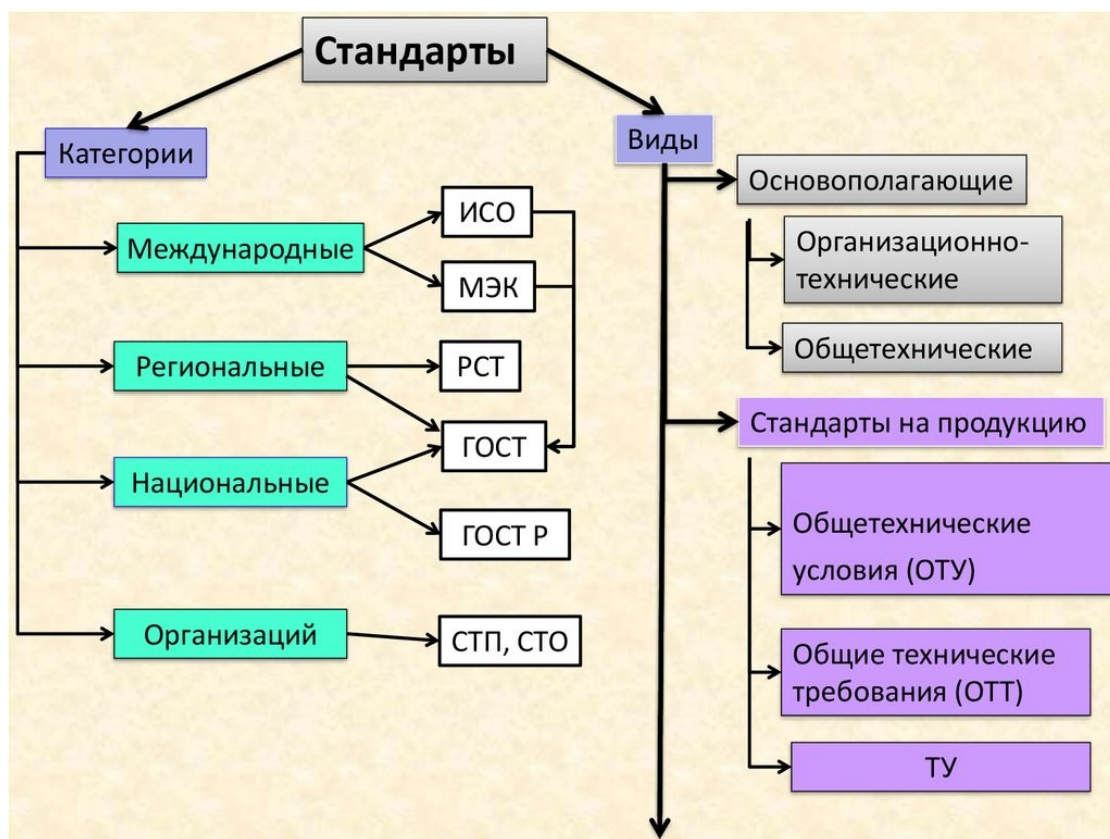 Стандарты
Категории
Международные
ИСО
МЭК
Региональные
РСТ
ГОСТ
Национальные
ГОСТ Р
Организаций
СТП, СТО
Виды
Основополагающие
Организационно-
технические
Общетехнические
Стандарты на продукцию
Общетехнические
условия (ОТУ)
Общие технические
требования (ОТТ)
ТУ